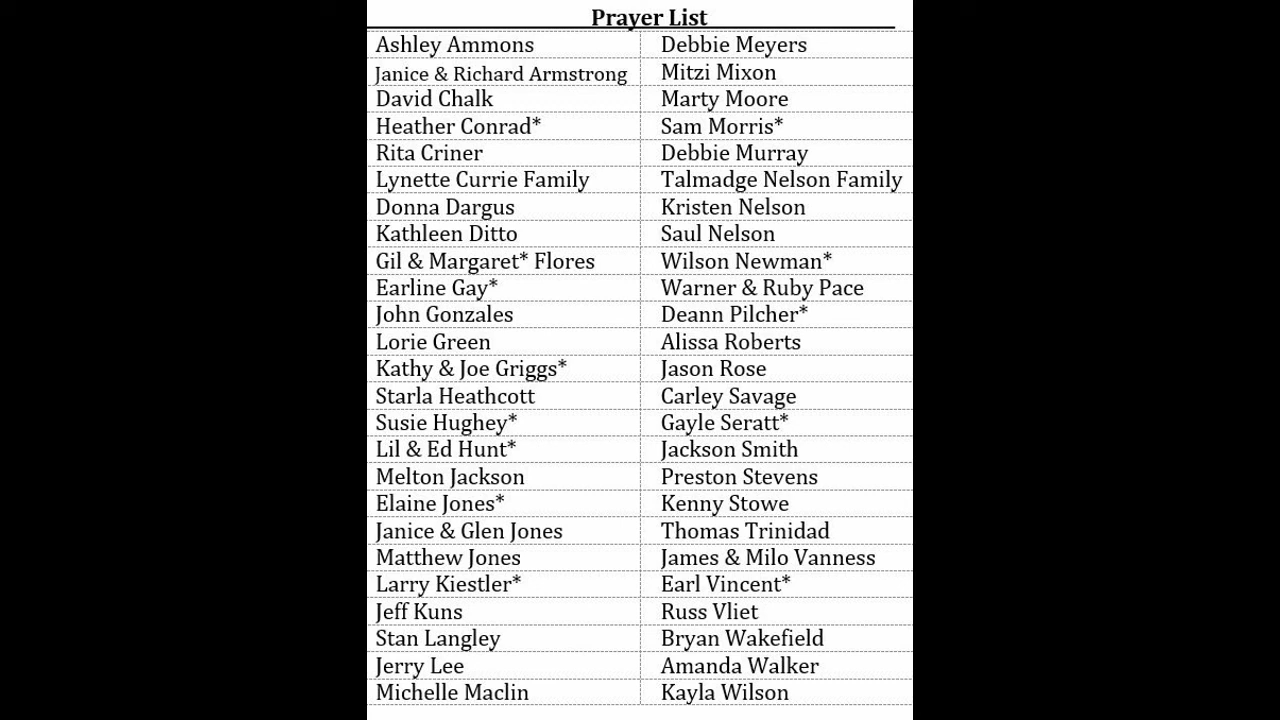 Prayer List
Ashley Ammons
Janice & Richard Armstrong
David Chalk
Heather Conrad*
Rita Criner
Lynette Currie Family
Donna Dargus
Kathleen Ditto
Gil & Margaret* Flores
Earline Gay*
John Gonzales
Lorie Green
Kathy & Joe Griggs*
Starla Heathcott
Susie Hughey*
Lil & Ed Hunt*
Melton Jackson
Elaine Jones*
Janice & Glen Jones
Matthew Jones
Larry Kiestler*
Jeff Kuns
Stan Langley
Jerry Lee
Michelle Maclin
Debbie Meyers
Mitzi Mixon
Marty Moore
Sam Morris*
Debbie Murray
Talmadge Nelson Family
Kristen Nelson
Saul Nelson
Wilson Newman*
Warner & Ruby Pace
Deann Pilcher*
Alissa Roberts
Jason Rose
Carley Savage
Gayle Seratt*
Jackson Smith
Preston Stevens
Kenny Stowe
Thomas Trinidad
James & Milo Vanness
Earl Vincent*
Russ Vliet
Bryan Wakefield
Amanda Walker
Kayla Wilson